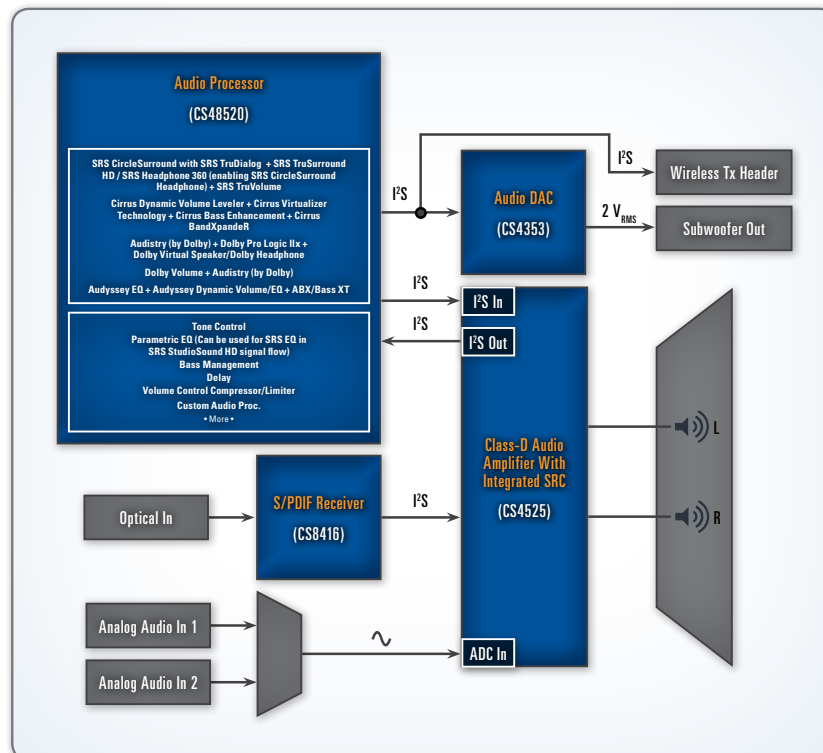 Audio Processor
(CS48520)
SRS CircleSurround with SRS TruDialog + SRS TruSurround
HD / SRS Headphone 360 (enabling SRS CircleSurround
Headphone) + SRS TruVolume
Cirrus Dynamic Volume Leveler + Cirrus Virtualizer
Technology + Cirrus Bass Enhancement + Cirrus
BandXpandeR
Audistry (by Dolby) + Dolby Pro Logic IIx +
Dolby Virtual Speaker/Dolby Headphone
Dolby Volume + Audistry (by Dolby)
Audyssey EQ + Audyssey Dynamic Volume/EQ + ABX/Bass XT
Tone Control
Parametric EQ (Can be used for SRS EQ in
SRS StudioSound HD signal flow)
Bass Management
Delay
Volume Control Compressor/Limiter
Custom Audio Proc.
• More •
I²S
Audio DAC
(CS4353)
I²S
Wireless Tx Header
2 VRMS
Subwoofer Out
I²S
I²S In
I²S
I²S Out
Class-D Audio
Amplifier With
Integrated SRC
(CS4525)
L
R
Optical In
S/PDIF Receiver
(CS8416)
I²S
Analog Audio In 1
Analog Audio In 2
ADC In